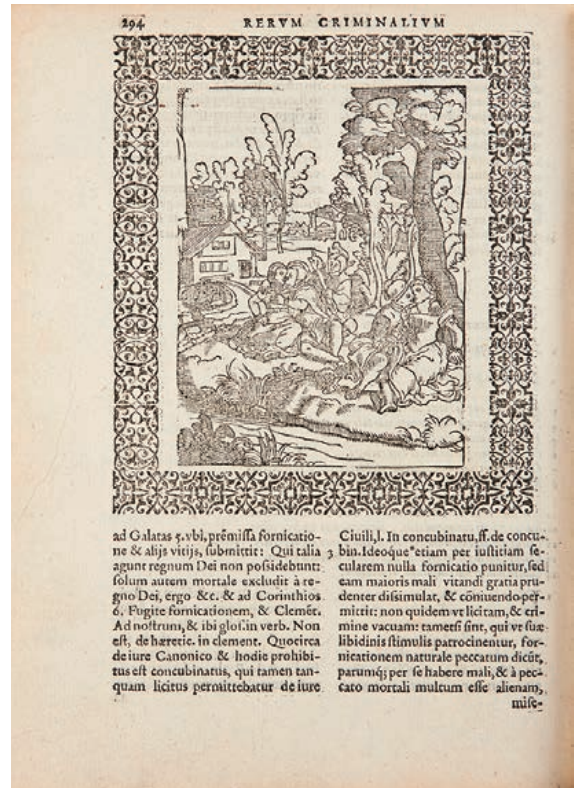 294 RERVM CRIMINALIVM
ad Galatas 5. vbi, prẽmissa fornicatio-
ne & alijs vitijs, submittit: Qui talia
agunt regnum Dei non possidebunt:
solum autem mortale excludit à re-
gno Dei, ergo &c. & ad Corinthios
6. Fugite fornicationem, & Clemẽt.
Ad nostrum, & ibi glos. in verb. Non
est, de hæretic. in clement. Quocirca
de iure Canonico & hodie prohibi-
tus est concubinatus, qui tamen tan-
quam licitus permittebatur de iure
Ciuili, l. In concubinatu, ff. de concu-
bin. Ideoque*etiam per iustitiam se-
3
cularem nulla fornicatio punitur, sed
eam maioris mali vitandi gratia pru-
denter dissimulat, & cõniuendo per-
mittit: non quidem vt licitam, & cri-
mine vacuam: tametsi sint, qui vt suæ
libidinis stimulis patrocinentur, for-
nicationem naturale peccatum dicũt,
parumq; per se habere mali, & à pec-
cato mortali multum esse alienam,
mise-